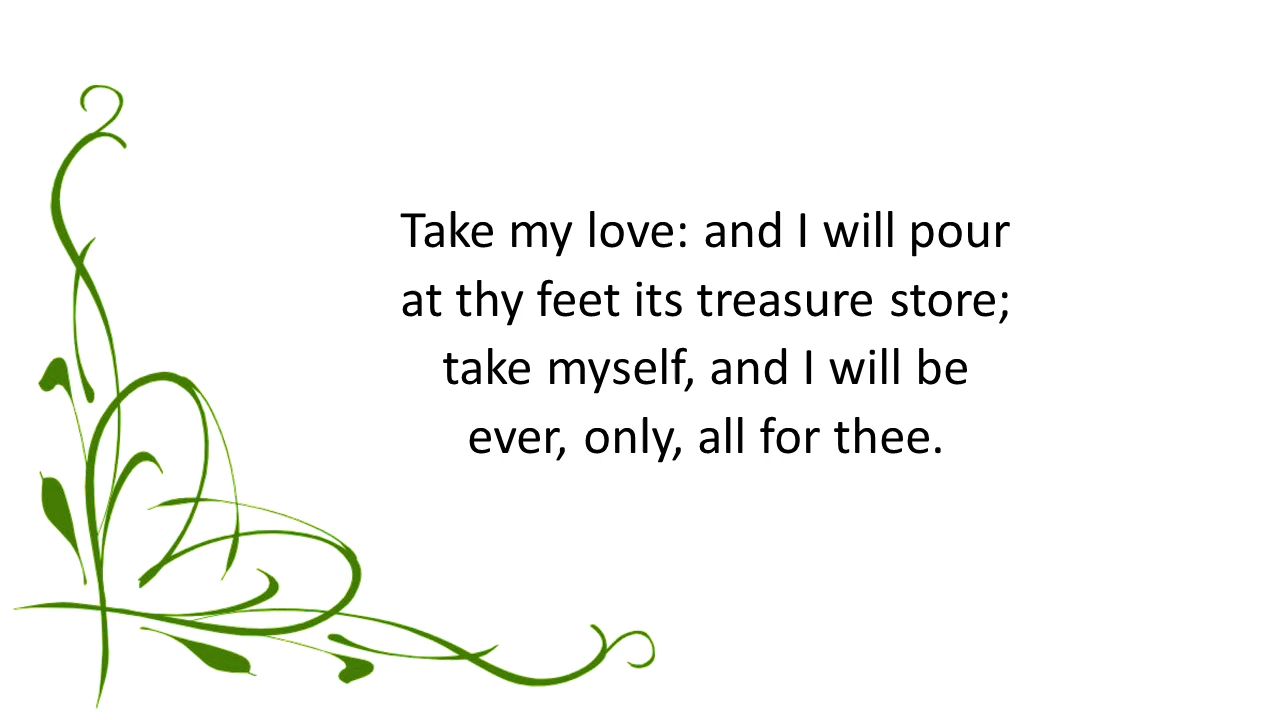 Take my love: and I will pour
at thy feet its treasure store;
take myself, and I will be
ever, only, all for thee.